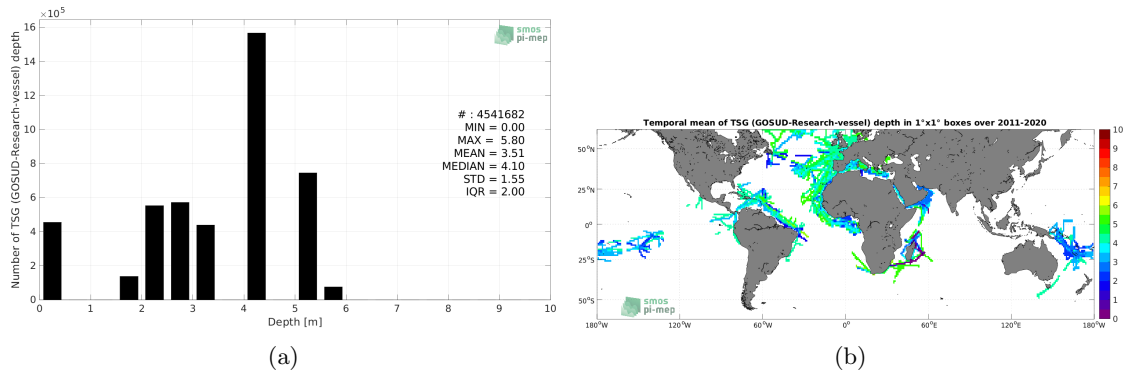 ×10⁵
16
14
12
10
8
6
4
2
0
Number of TSG (GOSUD-Research-vessel) depth
smos
pi-mep
# : 4541682
MIN = 0.00
MAX = 5.80
MEAN = 3.51
MEDIAN = 4.10
STD = 1.55
IQR = 2.00
0 1 2 3 4 5 6 7 8 9 10
Depth [m]
(a)
Temporal mean of TSG (GOSUD-Research-vessel) depth in 1°x1° boxes over 2011-2020
50°N
25°N
0°
25°S
50°S
smos
pi-mep
180°W 120°W 60°W 0° 60°E 120°E 180°W
10
9
8
7
6
5
4
3
2
1
0
(b)